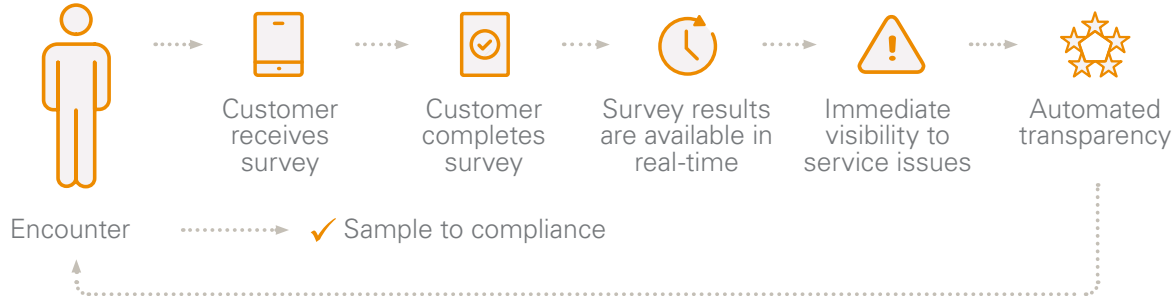 Customer
receives
survey
Customer
completes
survey
Survey results
are available in
real-time
Immediate
visibility to
service issues
Automated
transparency
Encounter
Sample to compliance